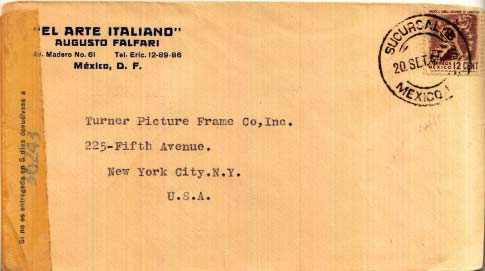 "EL ARTE ITALIANO"
AUGUSTO FALFARI
Av. Madero No. 61 Tel. Eric. 12-89-86
México, D. F.
SUCURSAL
20 SET.
MEXICO
12 CENT
MEXICO
Turner Picture Frame Co,Inc.
225-Fifth Avenue.
New York City.N.Y.
U.S.A.
Si no es entregada en 5 días devuélvase a